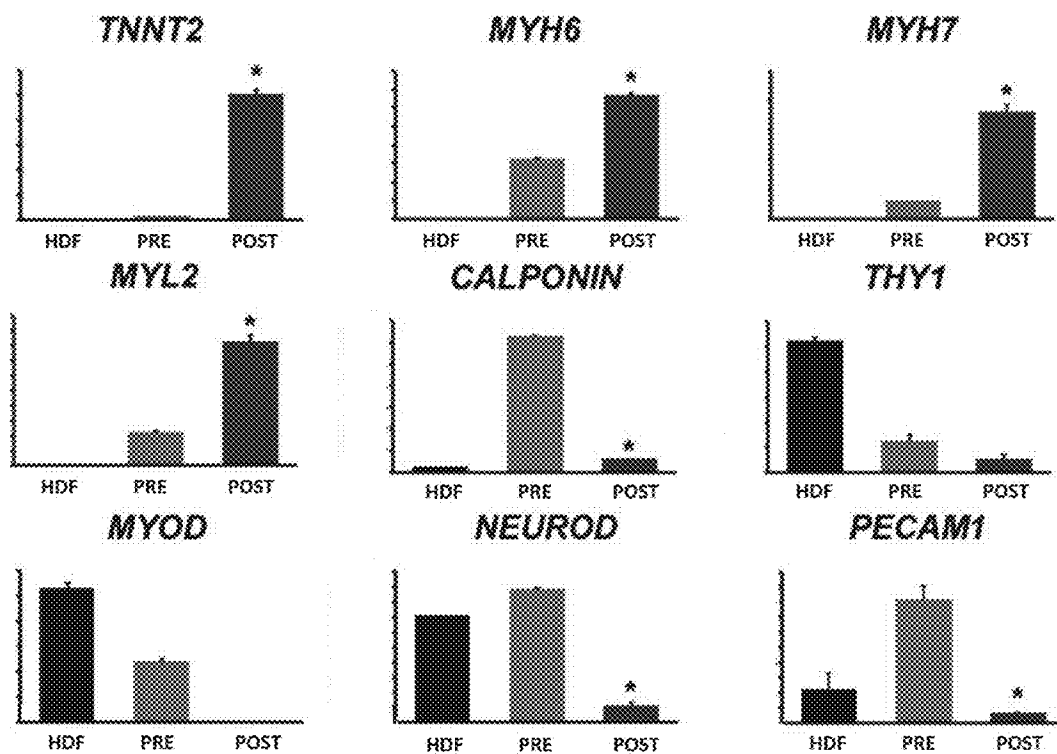 TNNT2 MYH6 MYH7
* * *
HDF PRE POST HDF PRE POST HDF PRE POST
MYL2 CALPONIN THY1
* *
HDF PRE POST HDF PRE POST HDF PRE POST
MYOD NEUROD PECAM1
* *
HDF PRE POST HDF PRE POST HDF PRE POST